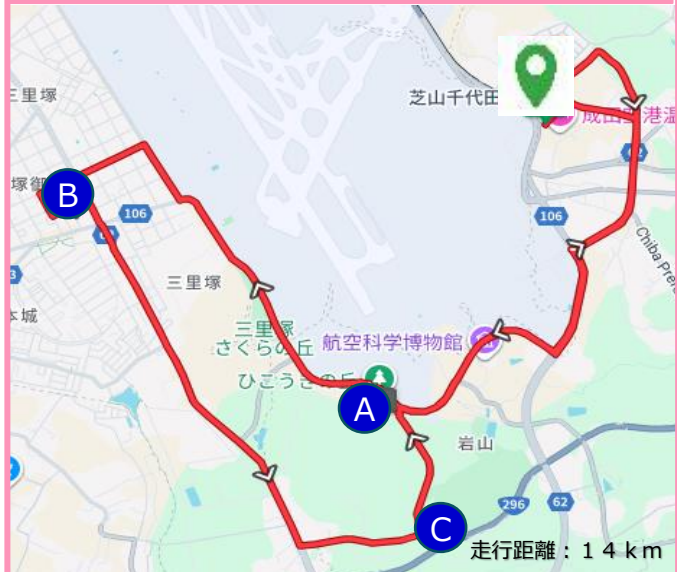 三里塚
芝山千代田
成田空港温
62
塚御
B
106
106
三里塚
本城
Chiba Pref
三里塚
さくらの丘
航空科学博物館
ひこうきの丘
A
岩山
C
296
62
走行距離：１４ｋｍ